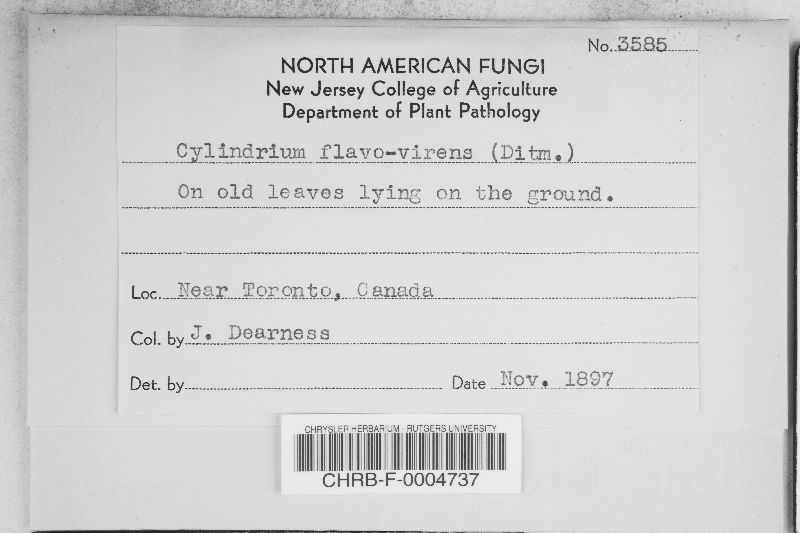 No. 3585
NORTH AMERICAN FUNGI
New Jersey College of Agriculture
Department of Plant Pathology
Cylindrium flavo-virens (Ditm.)
On old leaves lying on the ground.
Loc. Near Toronto, Canada
Col. by J. Dearness
Det. by Date Nov. 1897
CHRYSLER HERBARIUM - RUTGERS UNIVERSITY
CHRB-F-0004737